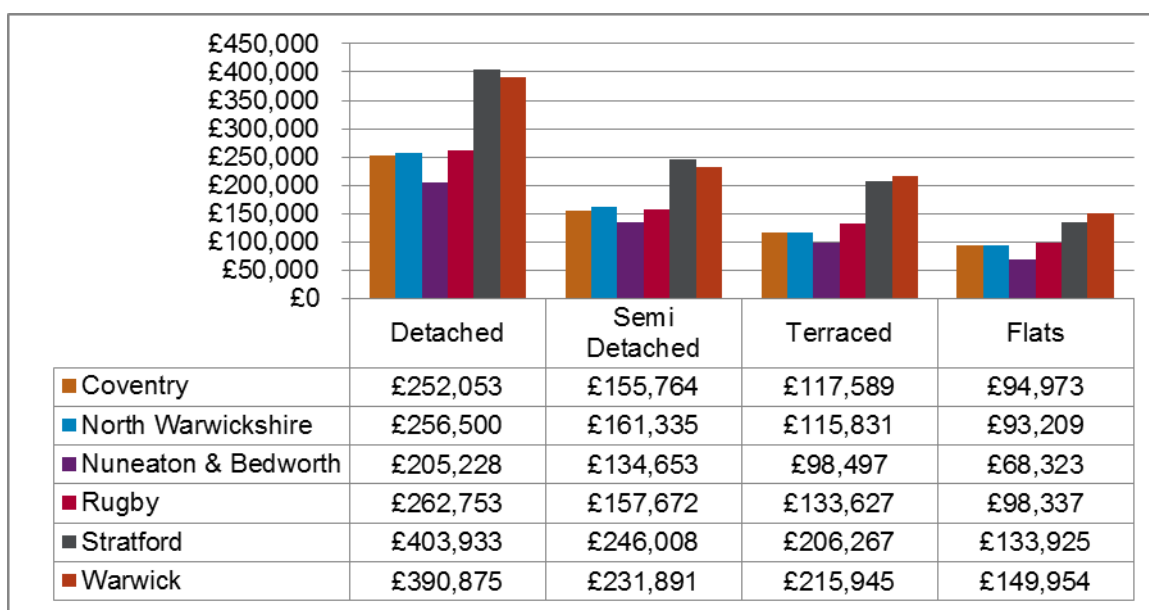 £450,000
£400,000
£350,000
£300,000
£250,000
£200,000
£150,000
£100,000
£50,000
£0
Detached Semi Detached Terraced Flats
Coventry £252,053 £155,764 £117,589 £94,973
North Warwickshire £256,500 £161,335 £115,831 £93,209
Nuneaton & Bedworth £205,228 £134,653 £98,497 £68,323
Rugby £262,753 £157,672 £133,627 £98,337
Stratford £403,933 £246,008 £206,267 £133,925
Warwick £390,875 £231,891 £215,945 £149,954